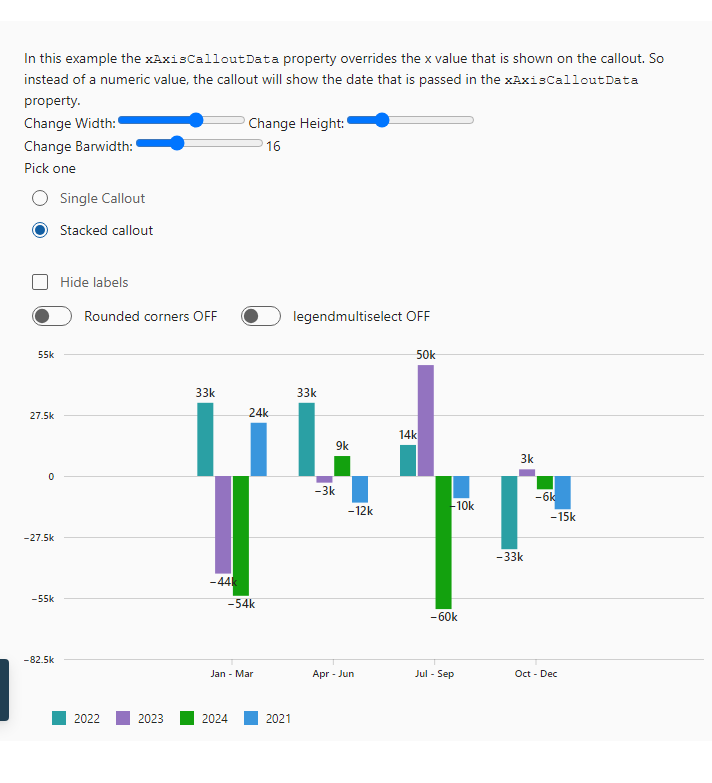 In this example the xAxisCalloutData property overrides the x value that is shown on the callout. So
instead of a numeric value, the callout will show the date that is passed in the xAxisCalloutData
property.
Change Width: Change Height:
Change Barwidth: 16
Pick one
Single Callout
Stacked callout
Hide labels
Rounded corners OFF legendmultiselect OFF
55k 50k
33k 33k
27.5k 24k
14k
9k
3k
0
−3k
−6k
−10k
−12k
−15k
−27.5k
−33k
−44k
−55k −54k
−60k
−82.5k
Jan - Mar Apr - Jun Jul - Sep Oct - Dec
2022 2023 2024 2021